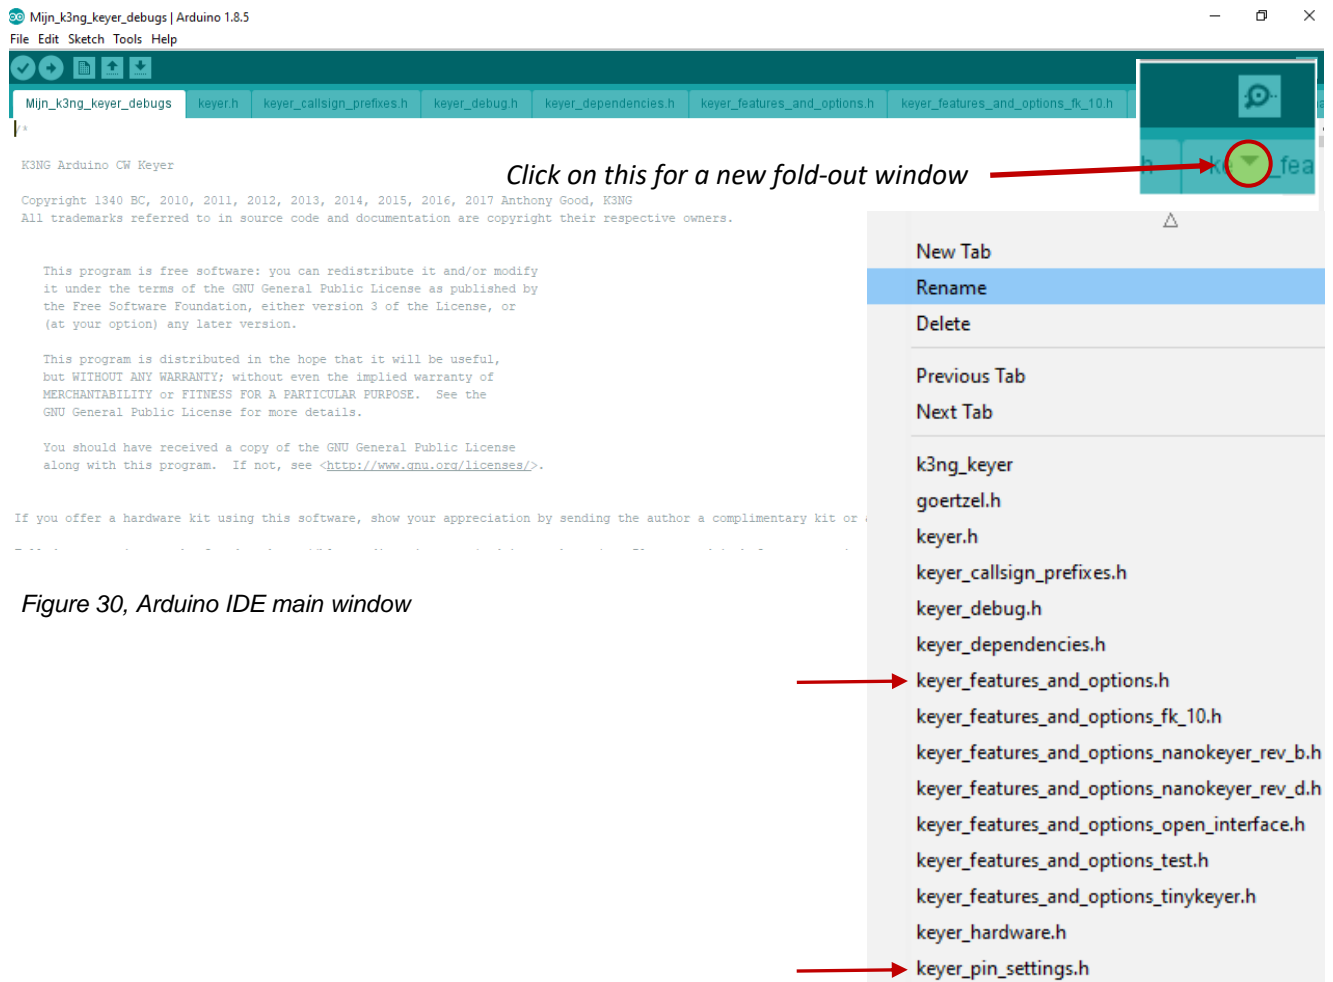 Mijn_k3ng_keyer_debugs | Arduino 1.8.5
File Edit Sketch Tools Help
Mijn_k3ng_keyer_debugs keyer.h keyer_callsign_prefixes.h keyer_debug.h keyer_dependencies.h keyer_features_and_options.h keyer_features_and_options_fk_10.h
/*
h ke _fea
K3NG Arduino CW Keyer
Click on this for a new fold-out window
Copyright 1340 BC, 2010, 2011, 2012, 2013, 2014, 2015, 2016, 2017 Anthony Good, K3NG
All trademarks referred to in source code and documentation are copyright their respective owners.
This program is free software: you can redistribute it and/or modify
it under the terms of the GNU General Public License as published by
the Free Software Foundation, either version 3 of the License, or
(at your option) any later version.
This program is distributed in the hope that it will be useful,
but WITHOUT ANY WARRANTY; without even the implied warranty of
MERCHANTABILITY or FITNESS FOR A PARTICULAR PURPOSE. See the
GNU General Public License for more details.
You should have received a copy of the GNU General Public License
along with this program. If not, see <http://www.gnu.org/licenses/>.
If you offer a hardware kit using this software, show your appreciation by sending the author a complimentary kit or
Figure 30, Arduino IDE main window
New Tab
Rename
Delete
Previous Tab
Next Tab
k3ng_keyer
goertzel.h
keyer.h
keyer_callsign_prefixes.h
keyer_debug.h
keyer_dependencies.h
keyer_features_and_options.h
keyer_features_and_options_fk_10.h
keyer_features_and_options_nanokeyer_rev_b.h
keyer_features_and_options_nanokeyer_rev_d.h
keyer_features_and_options_open_interface.h
keyer_features_and_options_test.h
keyer_features_and_options_tinykeyer.h
keyer_hardware.h
keyer_pin_settings.h